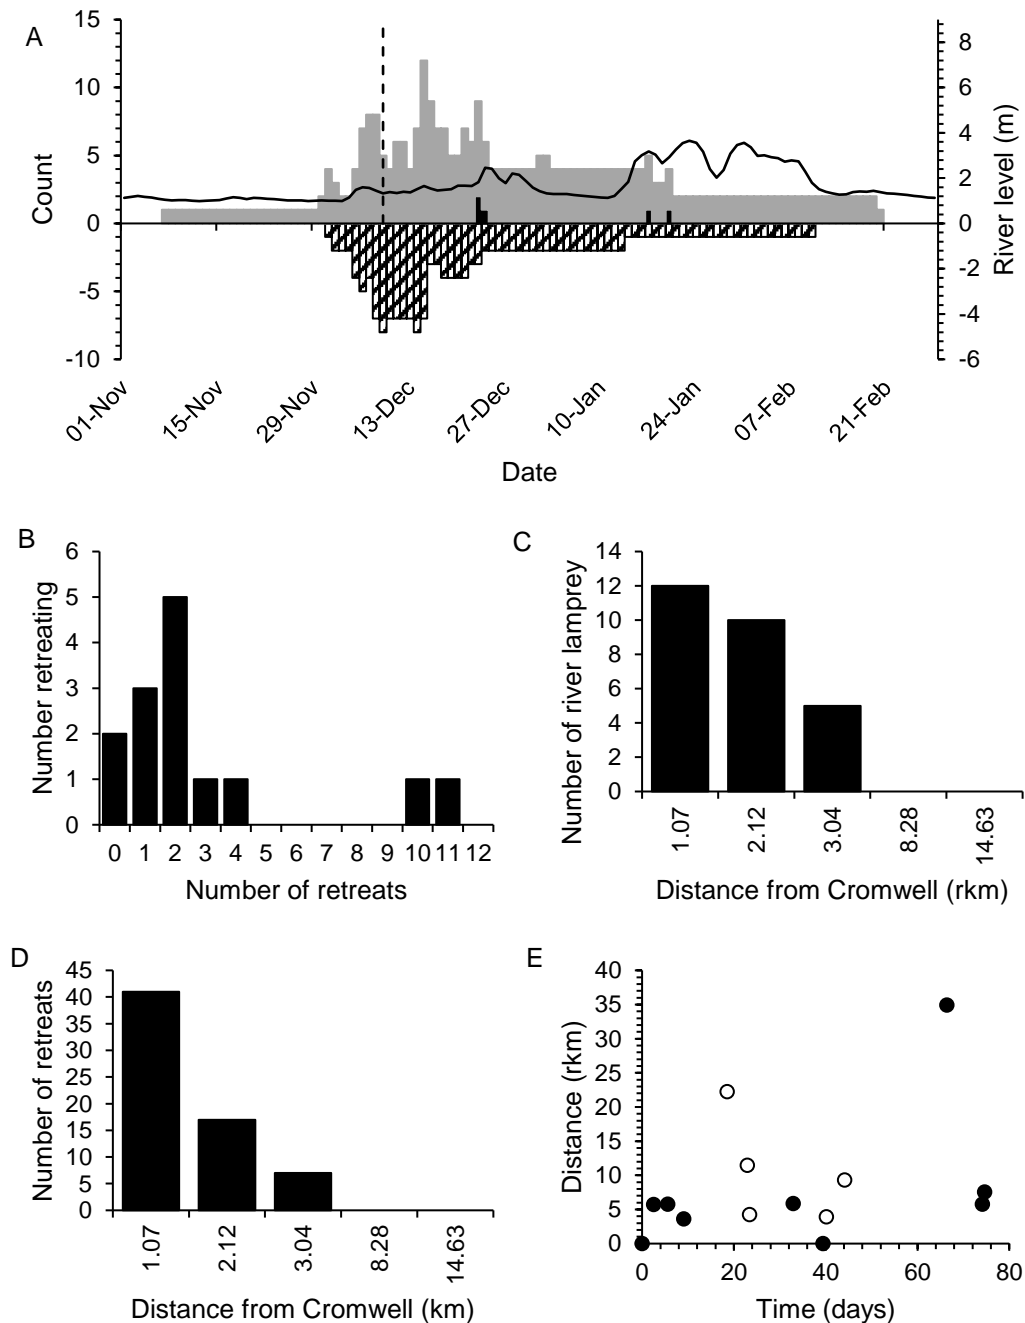 A
15
10
5
0
-5
-10
Count
8
6
4
2
0
-2
-4
-6
River level (m)
01-Nov
15-Nov
29-Nov
13-Dec
27-Dec
10-Jan
24-Jan
07-Feb
21-Feb
Date
B
6
5
4
3
2
1
0
Number retreating
0 1 2 3 4 5 6 7 8 9 10 11 12
Number of retreats
C
14
12
10
8
6
4
2
0
Number of river lamprey
1.07
2.12
3.04
8.28
14.63
Distance from Cromwell (rkm)
D
45
40
35
30
25
20
15
10
5
0
Number of retreats
1.07
2.12
3.04
8.28
14.63
Distance from Cromwell (km)
E
40
35
30
25
20
15
10
5
0
Distance (rkm)
0 20 40 60 80
Time (days)